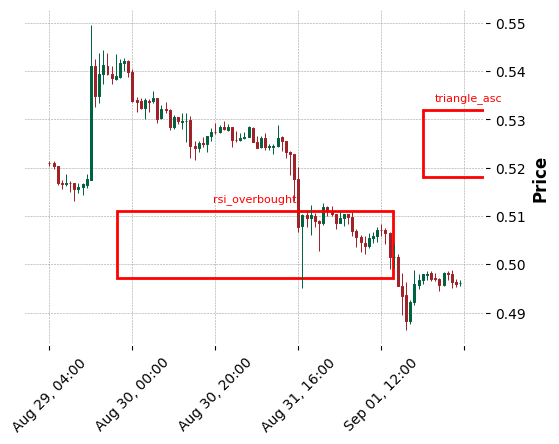 0.55
0.54
0.53
0.52
0.51
0.50
0.49
Price
triangle_asc
rsi_overbought
Aug 29, 04:00
Aug 30, 00:00
Aug 30, 20:00
Aug 31, 16:00
Sep 01, 12:00